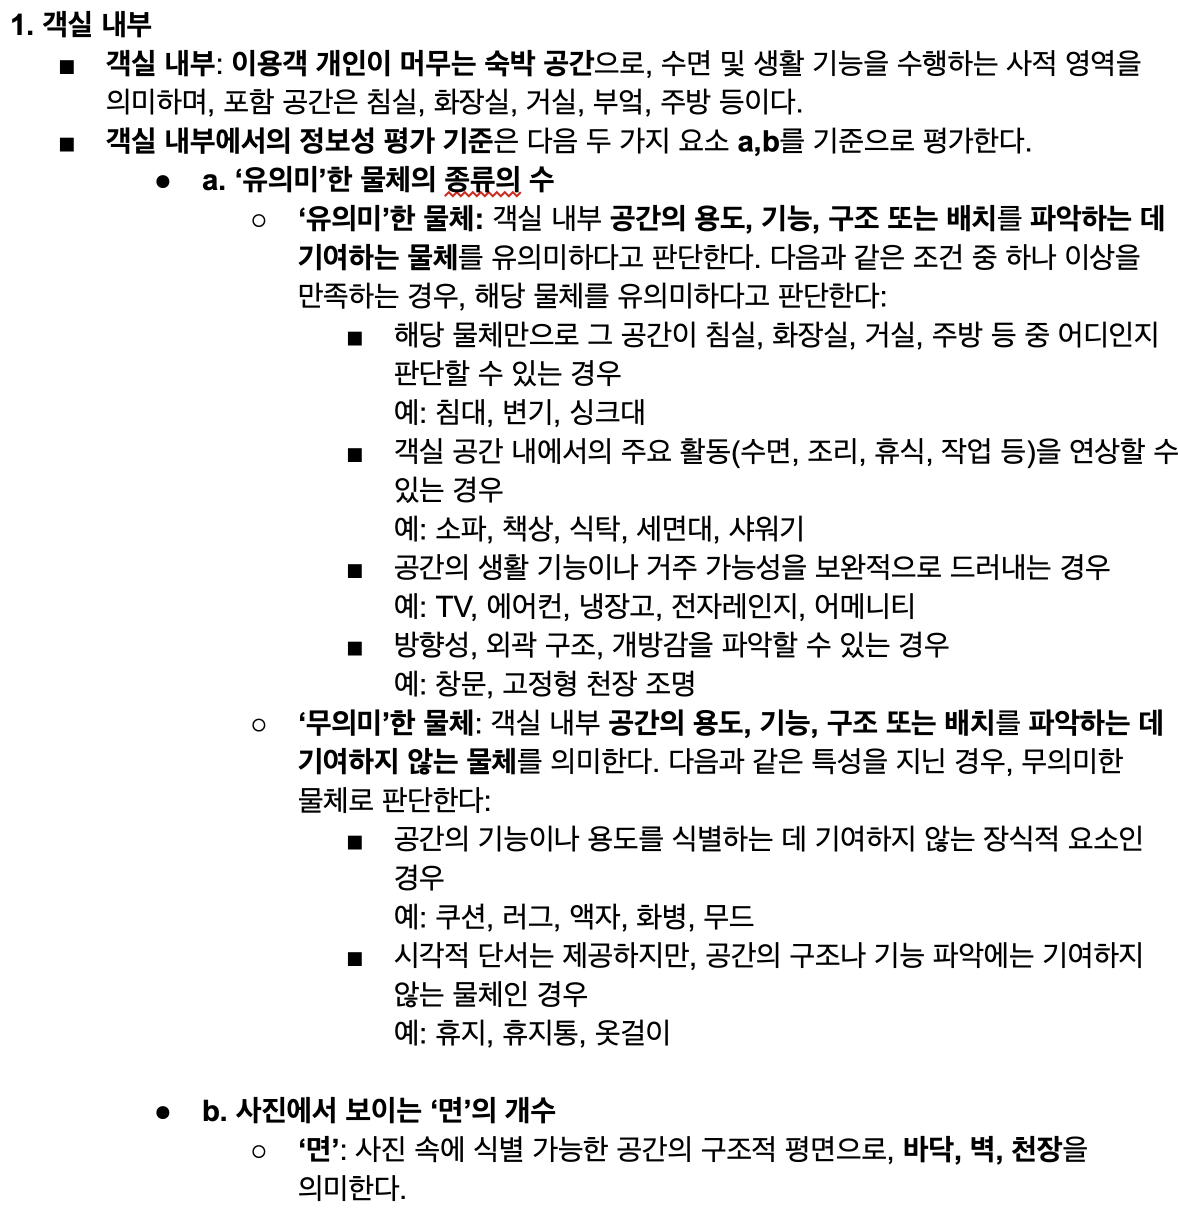 1. 객실 내부
■ 객실 내부: 이용객 개인이 머무는 숙박 공간으로, 수면 및 생활 기능을 수행하는 사적 영역을
의미하며, 포함 공간은 침실, 화장실, 거실, 부엌, 주방 등이다.
■ 객실 내부에서의 정보성 평가 기준은 다음 두 가지 요소 a,b를 기준으로 평가한다.
● a. ‘유의미’한 물체의 종류의 수
○ ‘유의미’한 물체: 객실 내부 공간의 용도, 기능, 구조 또는 배치를 파악하는 데
기여하는 물체를 유의미하다고 판단한다. 다음과 같은 조건 중 하나 이상을
만족하는 경우, 해당 물체를 유의미하다고 판단한다:
■ 해당 물체만으로 그 공간이 침실, 화장실, 거실, 주방 등 중 어디인지
판단할 수 있는 경우
예: 침대, 변기, 싱크대
■ 객실 공간 내에서의 주요 활동(수면, 조리, 휴식, 작업 등)을 연상할 수
있는 경우
예: 소파, 책상, 식탁, 세면대, 샤워기
■ 공간의 생활 기능이나 거주 가능성을 보완적으로 드러내는 경우
예: TV, 에어컨, 냉장고, 전자레인지, 어메니티
■ 방향성, 외곽 구조, 개방감을 파악할 수 있는 경우
예: 창문, 고정형 천장 조명
○ ‘무의미’한 물체: 객실 내부 공간의 용도, 기능, 구조 또는 배치를 파악하는 데
기여하지 않는 물체를 의미한다. 다음과 같은 특성을 지닌 경우, 무의미한
물체로 판단한다:
■ 공간의 기능이나 용도를 식별하는 데 기여하지 않는 장식적 요소인
경우
예: 쿠션, 러그, 액자, 화병, 무드
■ 시각적 단서는 제공하지만, 공간의 구조나 기능 파악에는 기여하지
않는 물체인 경우
예: 휴지, 휴지통, 옷걸이
● b. 사진에서 보이는 ‘면’의 개수
○ ‘면’: 사진 속에 식별 가능한 공간의 구조적 평면으로, 바닥, 벽, 천장을
의미한다.